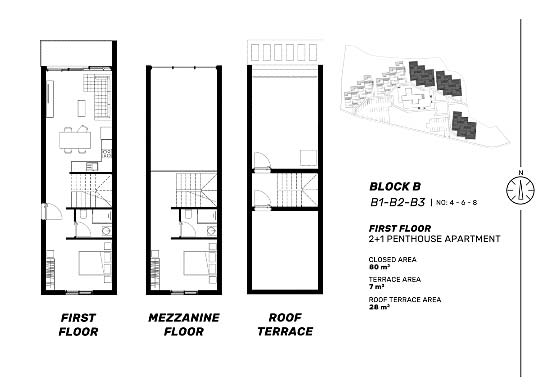 N
BLOCK B
B1-B2-B3 | NO: 4 - 6 - 8
FIRST FLOOR
2+1 PENTHOUSE APARTMENT
CLOSED AREA
80 m²
TERRACE AREA
7 m²
ROOF TERRACE AREA
28 m²
FIRST
FLOOR
MEZZANINE
FLOOR
ROOF
TERRACE